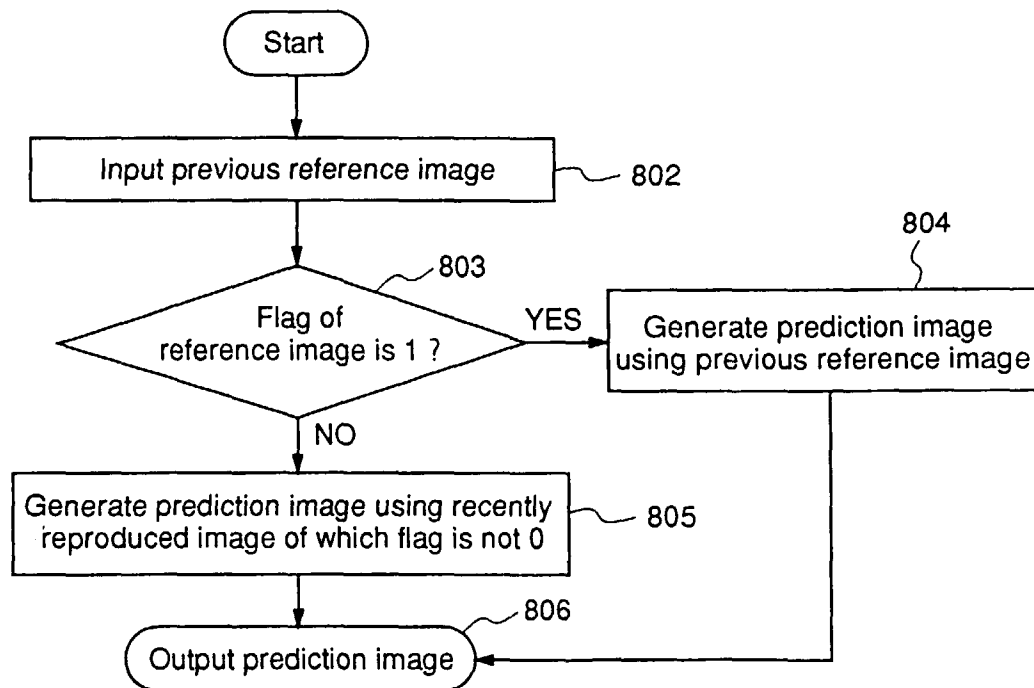 Start
Input previous reference image
802
803
Flag of
reference image is 1 ?
YES
804
Generate prediction image
using previous reference image
NO
Generate prediction image using recently
reproduced image of which flag is not 0
805
806
Output prediction image